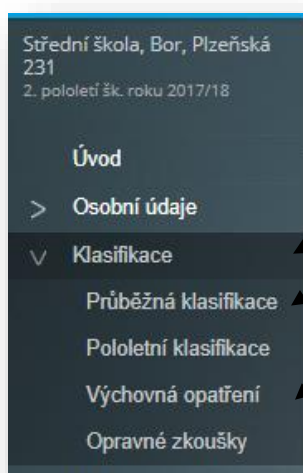 Střední škola, Bor, Plzeňská
231
2. pololetí šk. roku 2017/18
Úvod
> Osobní údaje
v Klasifikace
Průběžná klasifikace
Pololetní klasifikace
Výchovná opatření
Opravné zkoušky